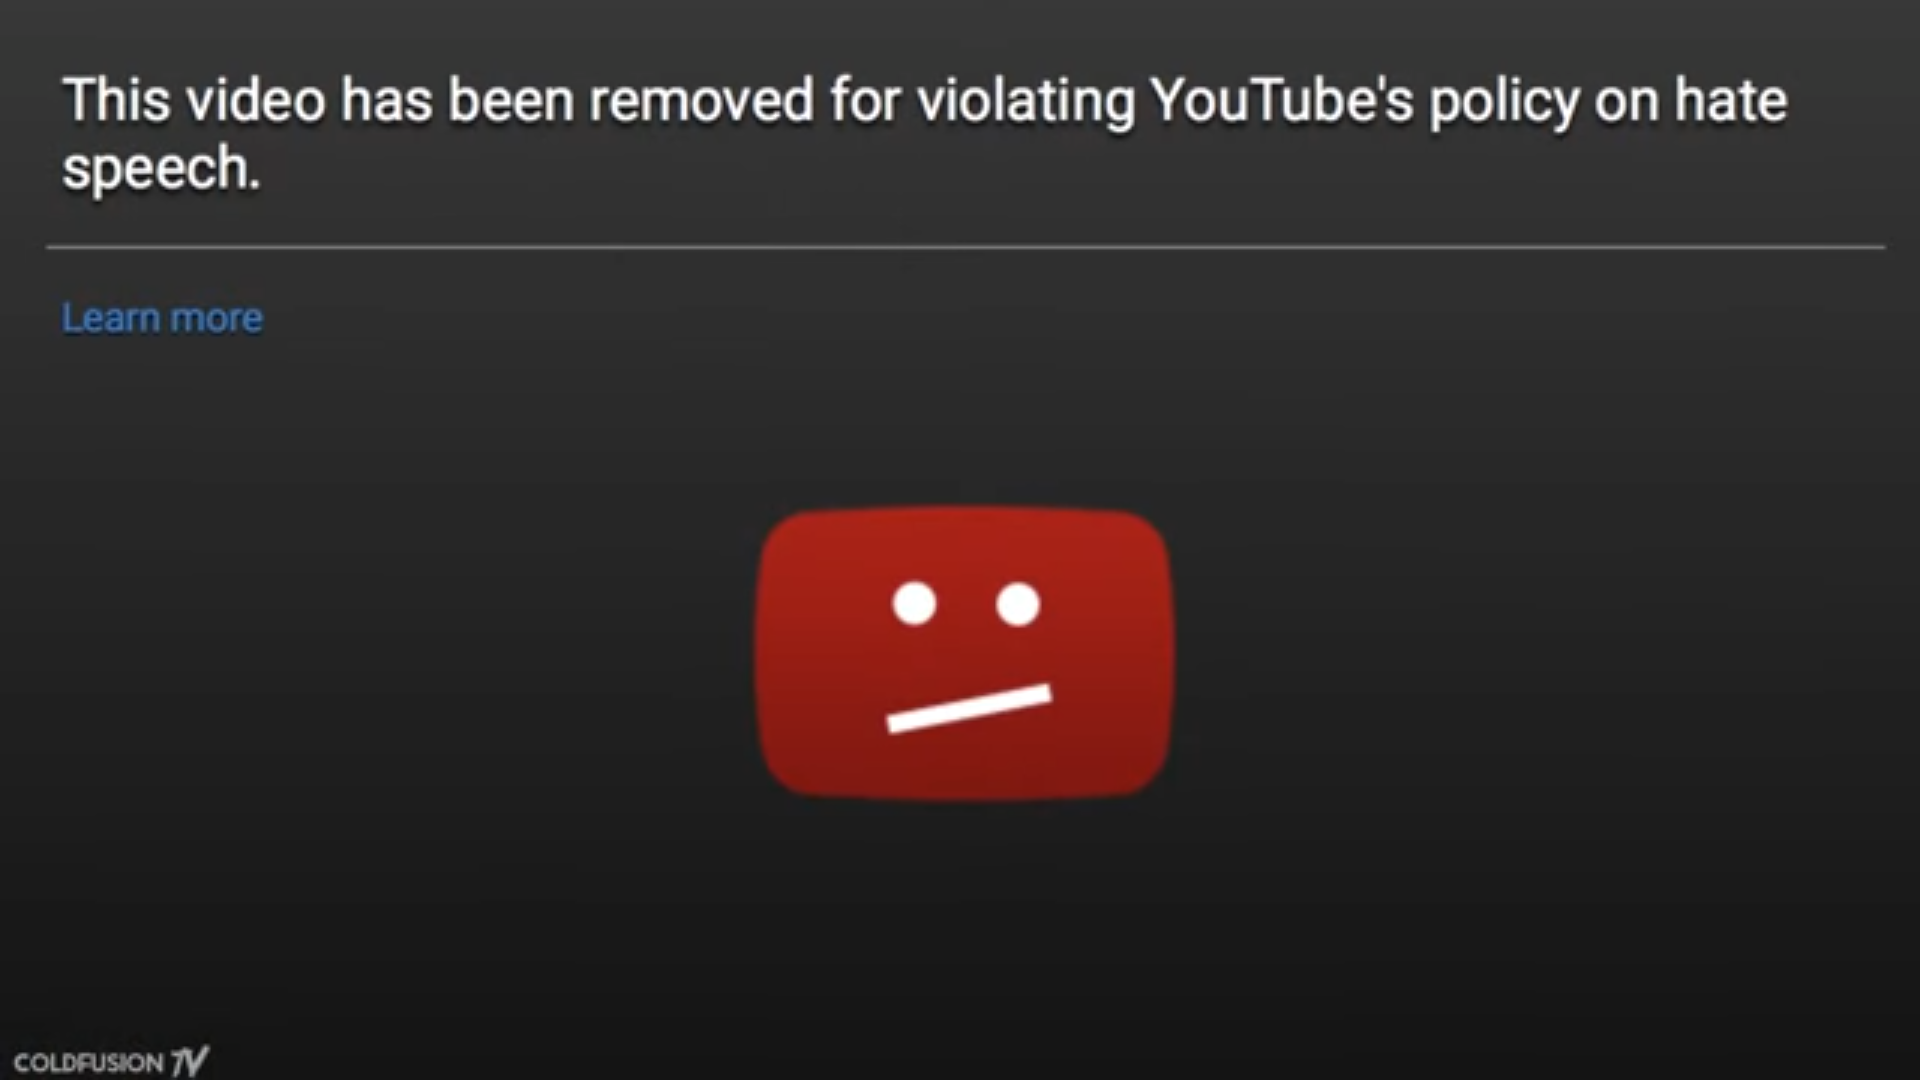 This video has been removed for violating YouTube's policy on hate
speech.
Learn more
COLDFUSION TV